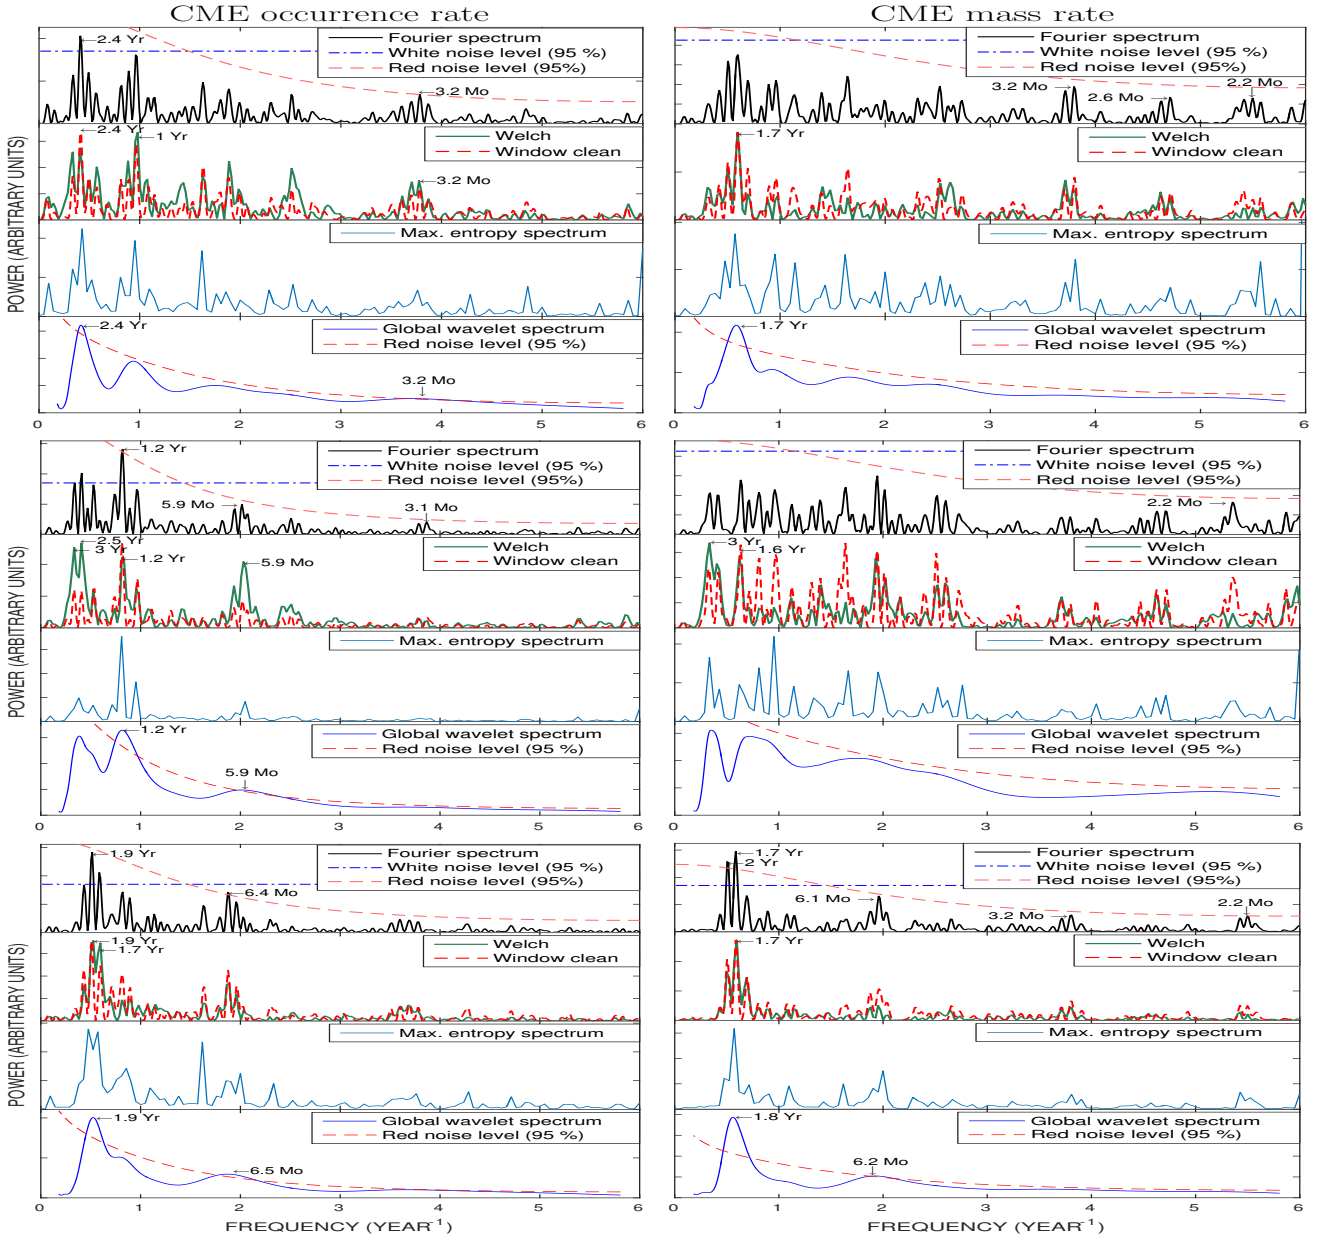 CME occurrence rate
CME mass rate
2.4 Yr
Fourier spectrum
White noise level (95 %)
Red noise level (95%)
3.2 Mo
2.4 Yr
1 Yr
Welch
Window clean
3.2 Mo
Max. entropy spectrum
2.4 Yr
Global wavelet spectrum
Red noise level (95 %)
3.2 Mo
0 1 2 3 4 5 6
POWER (ARBITRARY UNITS)
Fourier spectrum
White noise level (95 %)
Red noise level (95%)
3.2 Mo
2.6 Mo
2.2 Mo
1.7 Yr
Welch
Window clean
Max. entropy spectrum
1.7 Yr
Global wavelet spectrum
Red noise level (95 %)
0 1 2 3 4 5 6
1.2 Yr
Fourier spectrum
White noise level (95 %)
Red noise level (95%)
5.9 Mo
3.1 Mo
2.5 Yr
3 Yr
1.2 Yr
5.9 Mo
Welch
Window clean
Max. entropy spectrum
1.2 Yr
Global wavelet spectrum
Red noise level (95 %)
5.9 Mo
0 1 2 3 4 5 6
POWER (ARBITRARY UNITS)
Fourier spectrum
White noise level (95 %)
Red noise level (95%)
2.2 Mo
3 Yr
1.6 Yr
Welch
Window clean
Max. entropy spectrum
Global wavelet spectrum
Red noise level (95 %)
0 1 2 3 4 5 6
1.9 Yr
Fourier spectrum
White noise level (95 %)
Red noise level (95%)
6.4 Mo
1.9 Yr
1.7 Yr
Welch
Window clean
Max. entropy spectrum
1.9 Yr
Global wavelet spectrum
Red noise level (95 %)
6.5 Mo
0 1 2 3 4 5 6
FREQUENCY (YEAR⁻¹)
POWER (ARBITRARY UNITS)
1.7 Yr
2 Yr
Fourier spectrum
White noise level (95 %)
Red noise level (95%)
6.1 Mo
3.2 Mo
2.2 Mo
1.7 Yr
Welch
Window clean
Max. entropy spectrum
1.8 Yr
Global wavelet spectrum
Red noise level (95 %)
6.2 Mo
0 1 2 3 4 5 6
FREQUENCY (YEAR⁻¹)